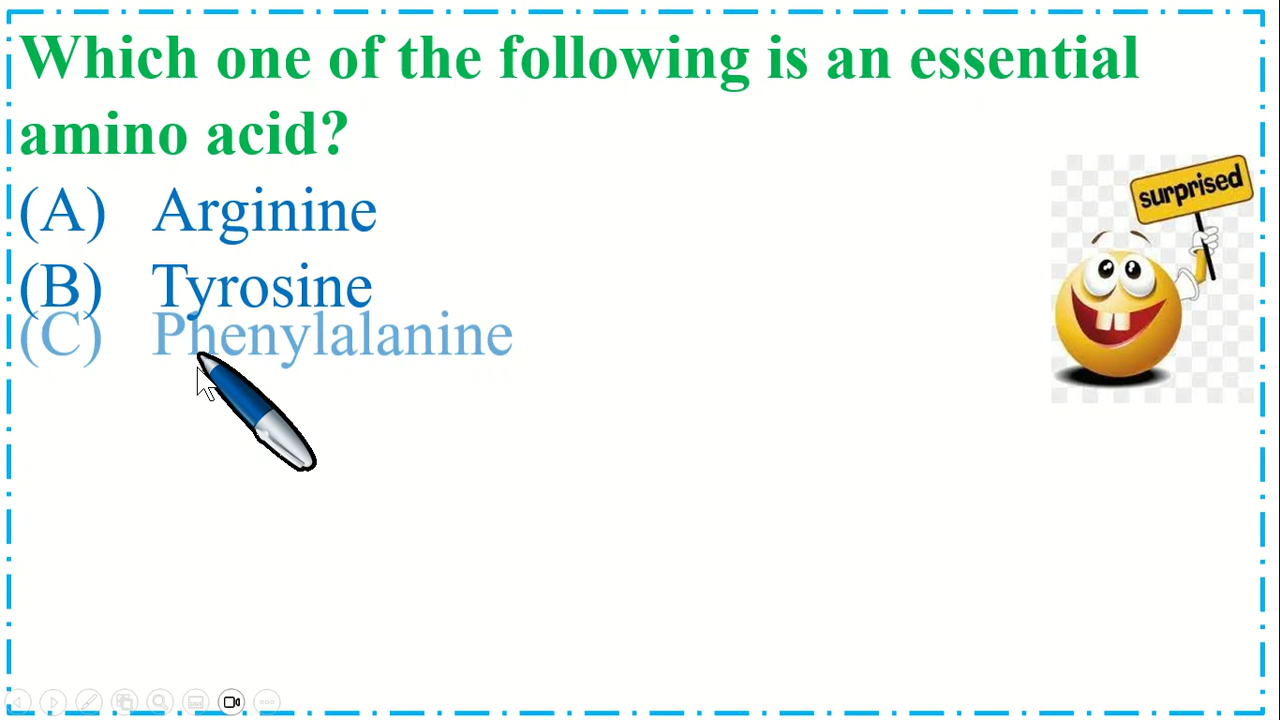 Which one of the following is an essential
amino acid?
(A) Arginine
(B) Tyrosine
(C) Phenylalanine
surprised